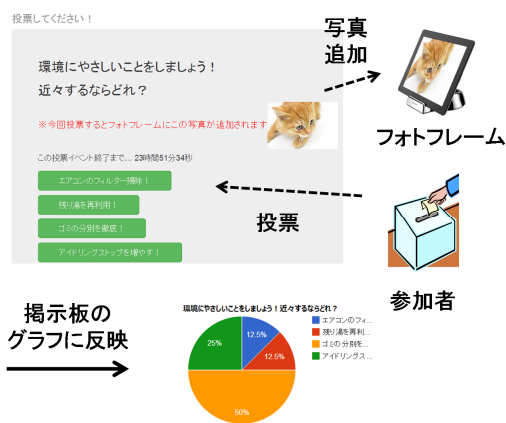 投票してください！
写真
追加
環境にやさしいことをしましょう！
近々するならどれ？
※今回投票するとフォトフレームにこの写真が追加されます
フォトフレーム
この投票イベント終了まで… 23時間51分34秒
エアコンのフィルター掃除！
残り湯を再利用！
ゴミの分別を徹底！
アイドリングストップを増やす！
投票
参加者
掲示板の
グラフに反映
環境にやさしいことをしましょう！近々するならどれ？
エアコンのフィ...
残り湯を再利...
ゴミの分別を...
アイドリングス...
12.5%
25%
12.5%
50%